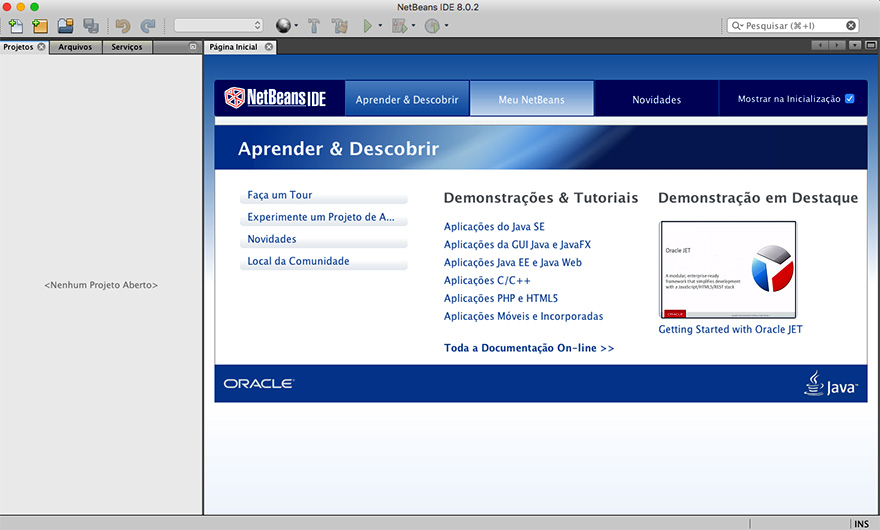 NetBeans IDE 8.0.2
Pesquisar (⌘+I)
Projetos
Arquivos
Serviços
Página Inicial
NetBeans IDE
Aprender & Descobrir
Meu NetBeans
Novidades
Mostrar na Inicialização
Aprender & Descobrir
Faça um Tour
Experimente um Projeto de A...
Novidades
Local da Comunidade
Demonstrações & Tutoriais
Aplicações do Java SE
Aplicações da GUI Java e JavaFX
Aplicações Java EE e Java Web
Aplicações C/C++
Aplicações PHP e HTML5
Aplicações Móveis e Incorporadas
Toda a Documentação On-line >>
Demonstração em Destaque
Oracle JET
A modular, enterprise-ready
framework that simplifies development
with a JavaScript/HTML5/REST stack
ORACLE
Getting Started with Oracle JET
<Nenhum Projeto Aberto>
ORACLE
Java
INS